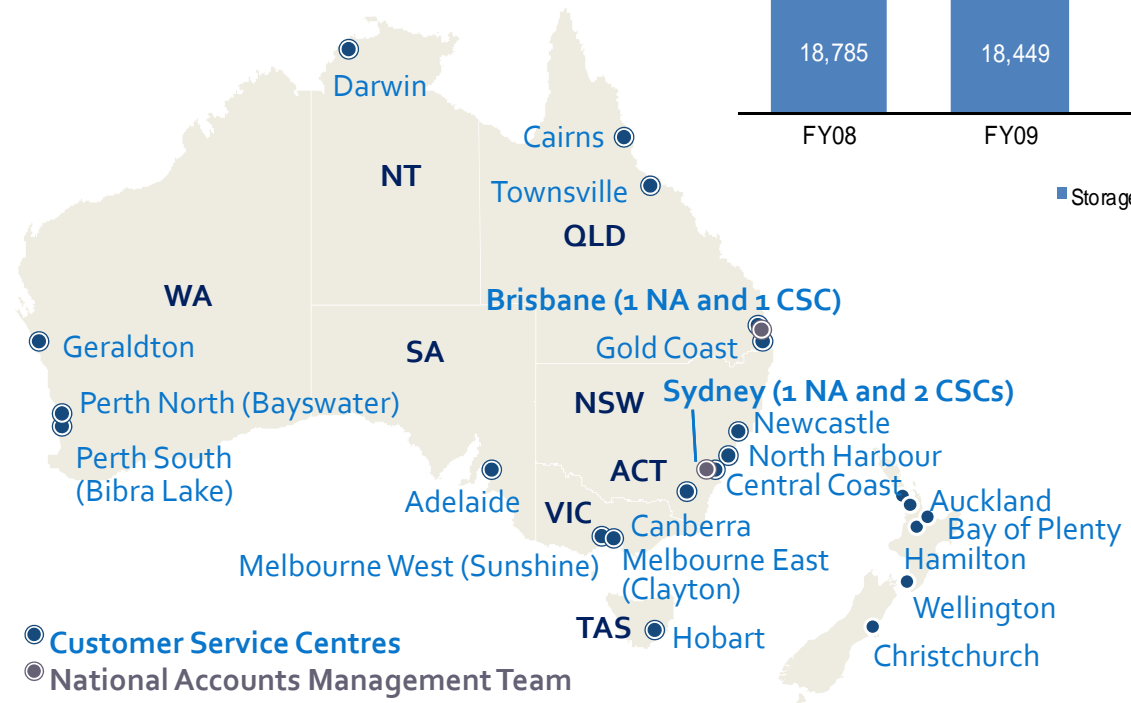 18,785
18,449
FY08
FY09
Storage
Darwin
Cairns
NT
Townsville
QLD
WA
Brisbane (1 NA and 1 CSC)
Geraldton
SA
Gold Coast
Sydney (1 NA and 2 CSCs)
NSW
Perth North (Bayswater)
Newcastle
Perth South
(Bibra Lake)
North Harbour
ACT
Central Coast
Adelaide
Auckland
VIC
Canberra
Bay of Plenty
Melbourne West (Sunshine)
Melbourne East
(Clayton)
Hamilton
Wellington
TAS
Hobart
Customer Service Centres
Christchurch
National Accounts Management Team